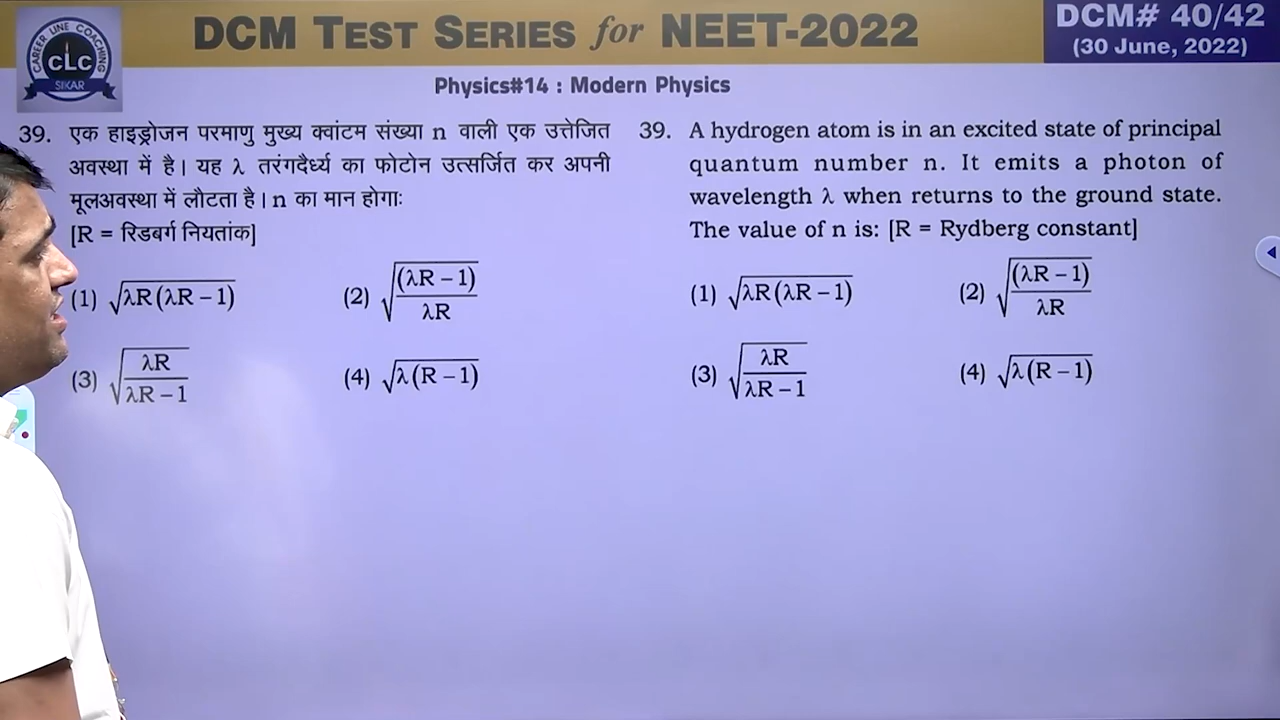 DCM TEST SERIES for NEET-2022
DCM# 40/42
(30 June, 2022)
CAREER LINE COACHING
CLC
SIKAR
Physics#14 : Modern Physics
39. एक हाइड्रोजन परमाणु मुख्य क्वांटम संख्या n वाली एक उत्तेजित
अवस्था में है। यह λ तरंगदैर्ध्य का फोटोन उत्सर्जित कर अपनी
मूलअवस्था में लौटता है। n का मान होगाः
[R = रिडबर्ग नियतांक]
(1) √λR(λR – 1) (2) √(λR – 1)/λR
(3) √λR/λR – 1 (4) √λ(R – 1)
39. A hydrogen atom is in an excited state of principal
quantum number n. It emits a photon of
wavelength λ when returns to the ground state.
The value of n is: [R = Rydberg constant]
(1) √λR(λR – 1) (2) √(λR – 1)/λR
(3) √λR/λR – 1 (4) √λ(R – 1)